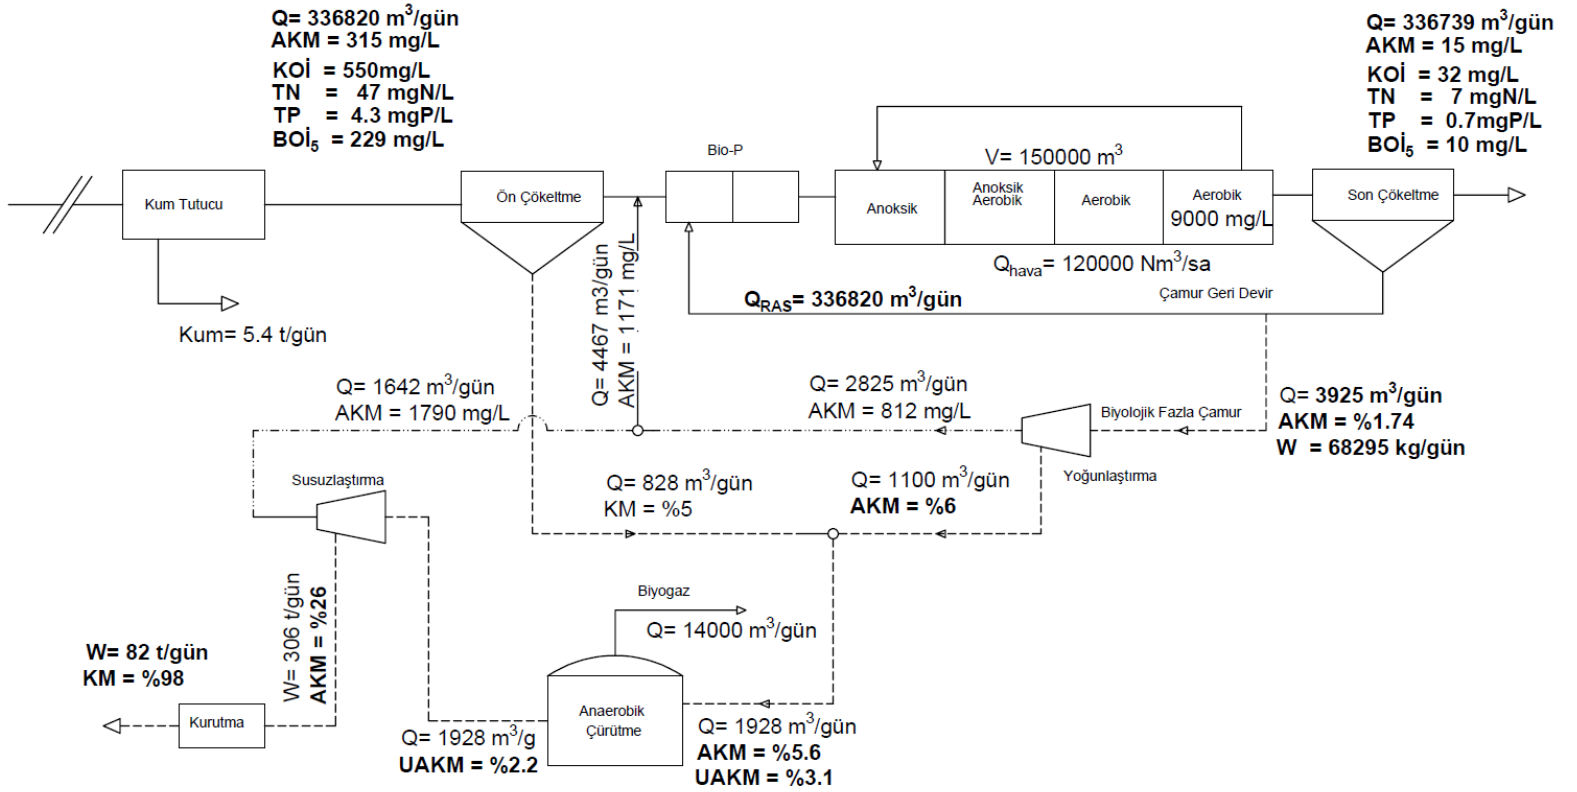 Q= 336820 m³/gün
AKM = 315 mg/L
KOİ = 550mg/L
TN = 47 mgN/L
TP = 4.3 mgP/L
BOİ₅ = 229 mg/L
Q= 336739 m³/gün
AKM = 15 mg/L
KOİ = 32 mg/L
TN = 7 mgN/L
TP = 0.7mgP/L
BOİ₅ = 10 mg/L
Bio-P
V= 150000 m³
Kum Tutucu
Ön Çökeltme
Anoksik
Anoksik
Aerobik
Aerobik
Aerobik
9000 mg/L
Son Çökeltme
Qhava= 120000 Nm³/sa
Çamur Geri Devir
QRAS= 336820 m³/gün
Kum= 5.4 t/gün
Q= 4467 m3/gün
AKM = 1171 mg/L
Q= 1642 m³/gün
AKM = 1790 mg/L
Q= 2825 m³/gün
AKM = 812 mg/L
Biyolojik Fazla Çamur
Q= 3925 m³/gün
AKM = %1.74
W = 68295 kg/gün
Susuzlaştırma
Q= 828 m³/gün
KM = %5
Q= 1100 m³/gün
AKM = %6
Yoğunlaştırma
W= 306 t/gün
AKM = %26
Biyogaz
Q= 14000 m³/gün
W= 82 t/gün
KM = %98
Kurutma
Anaerobik
Çürütme
Q= 1928 m³/g
UAKM = %2.2
Q= 1928 m³/gün
AKM = %5.6
UAKM = %3.1